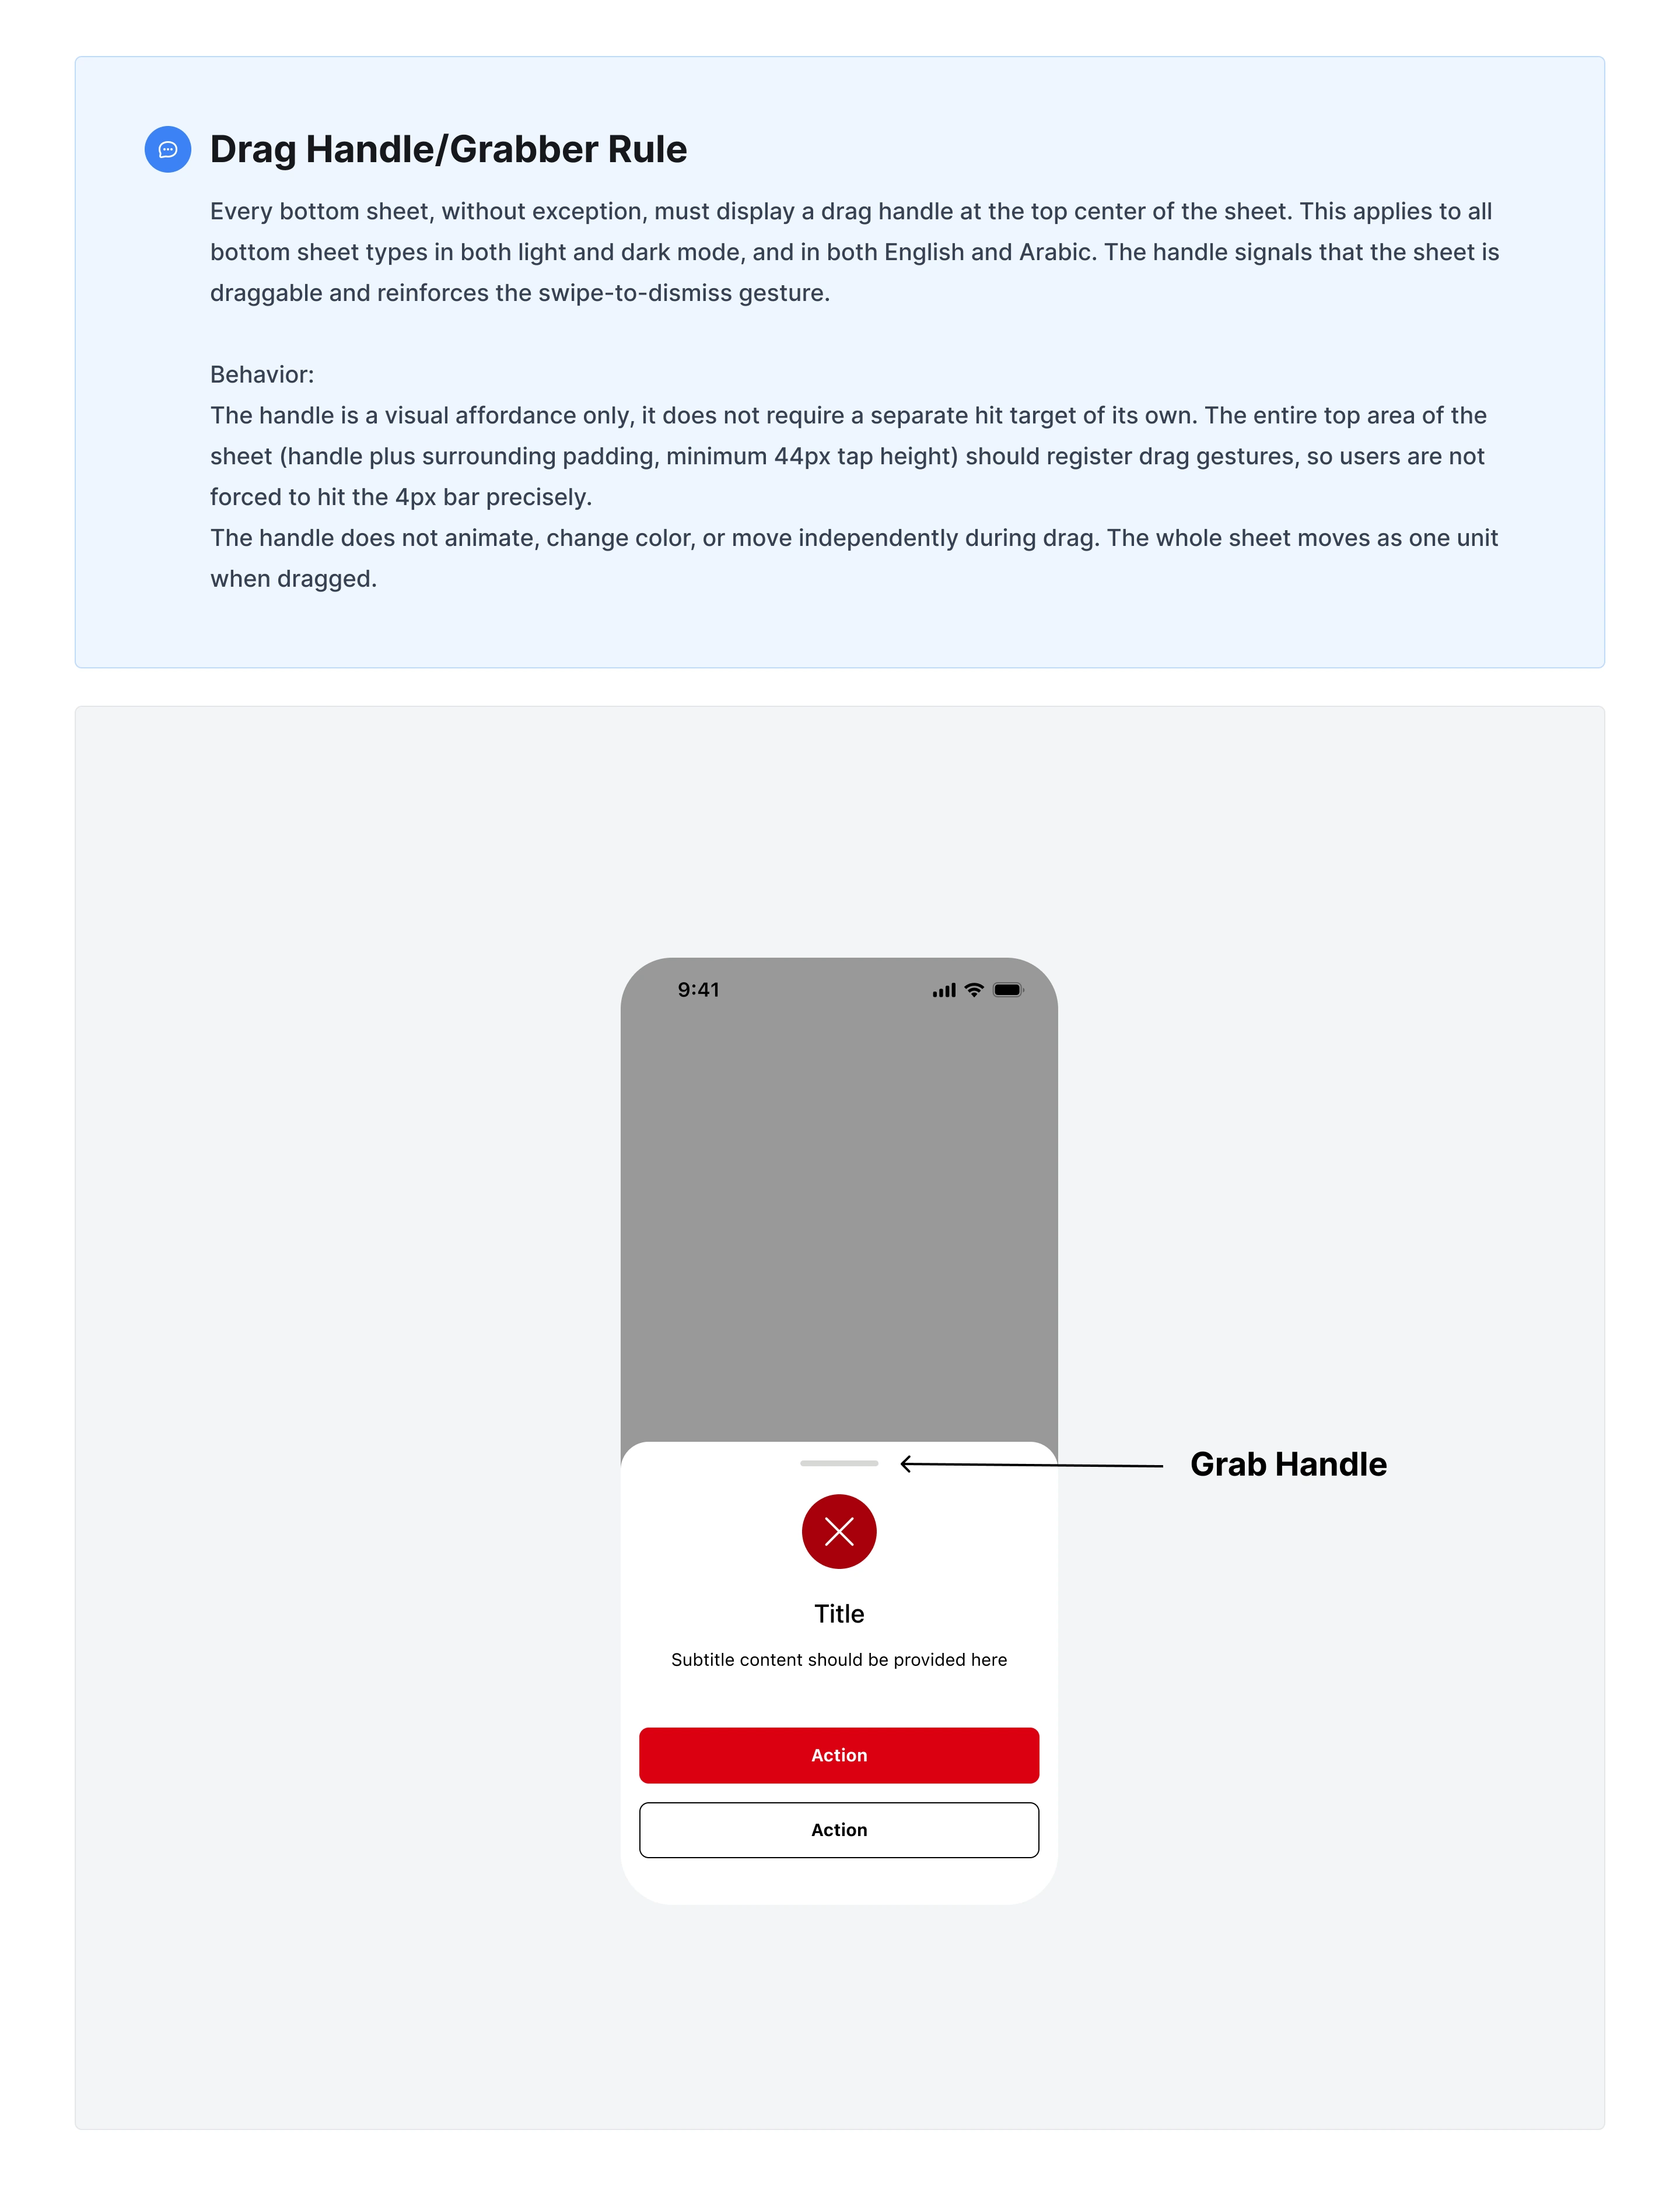 Drag Handle/Grabber Rule
Every bottom sheet, without exception, must display a drag handle at the top center of the sheet. This applies to all
bottom sheet types in both light and dark mode, and in both English and Arabic. The handle signals that the sheet is
draggable and reinforces the swipe-to-dismiss gesture.
Behavior:
The handle is a visual affordance only, it does not require a separate hit target of its own. The entire top area of the
sheet (handle plus surrounding padding, minimum 44px tap height) should register drag gestures, so users are not
forced to hit the 4px bar precisely.
The handle does not animate, change color, or move independently during drag. The whole sheet moves as one unit
when dragged.
9:41
Grab Handle
Title
Subtitle content should be provided here
Action
Action